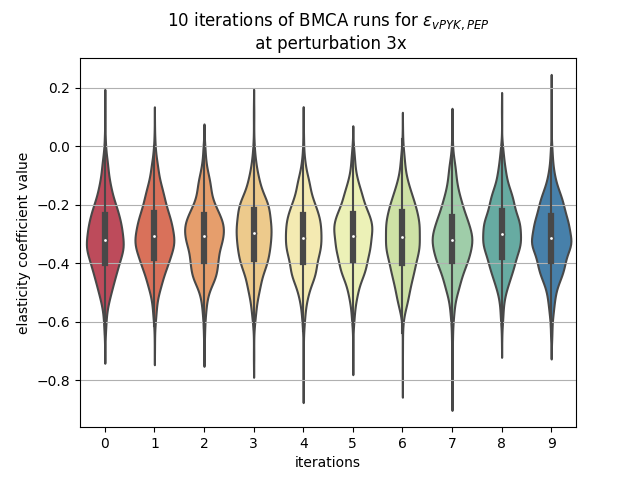 10 iterations of BMCA runs for ε_{vPYK, PEP}
at perturbation 3x
elasticity coefficient value
0.2
0.0
−0.2
−0.4
−0.6
−0.8
0 1 2 3 4 5 6 7 8 9
iterations